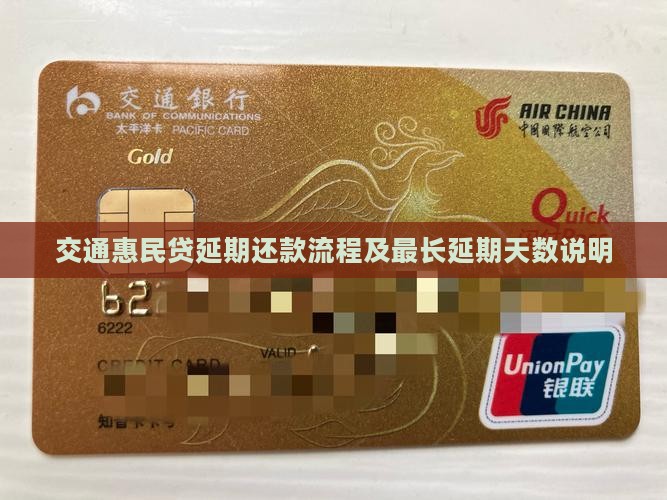 交通銀行
BANK OF COMMUNICATIONS
太平洋卡 PACIFIC CARD
Gold
AIR CHINA
中国国际航空公司
Quick
交通惠民贷延期还款流程及最长延期天数说明
622
6222
VALID
CREDIT CARD
UnionPay
银联